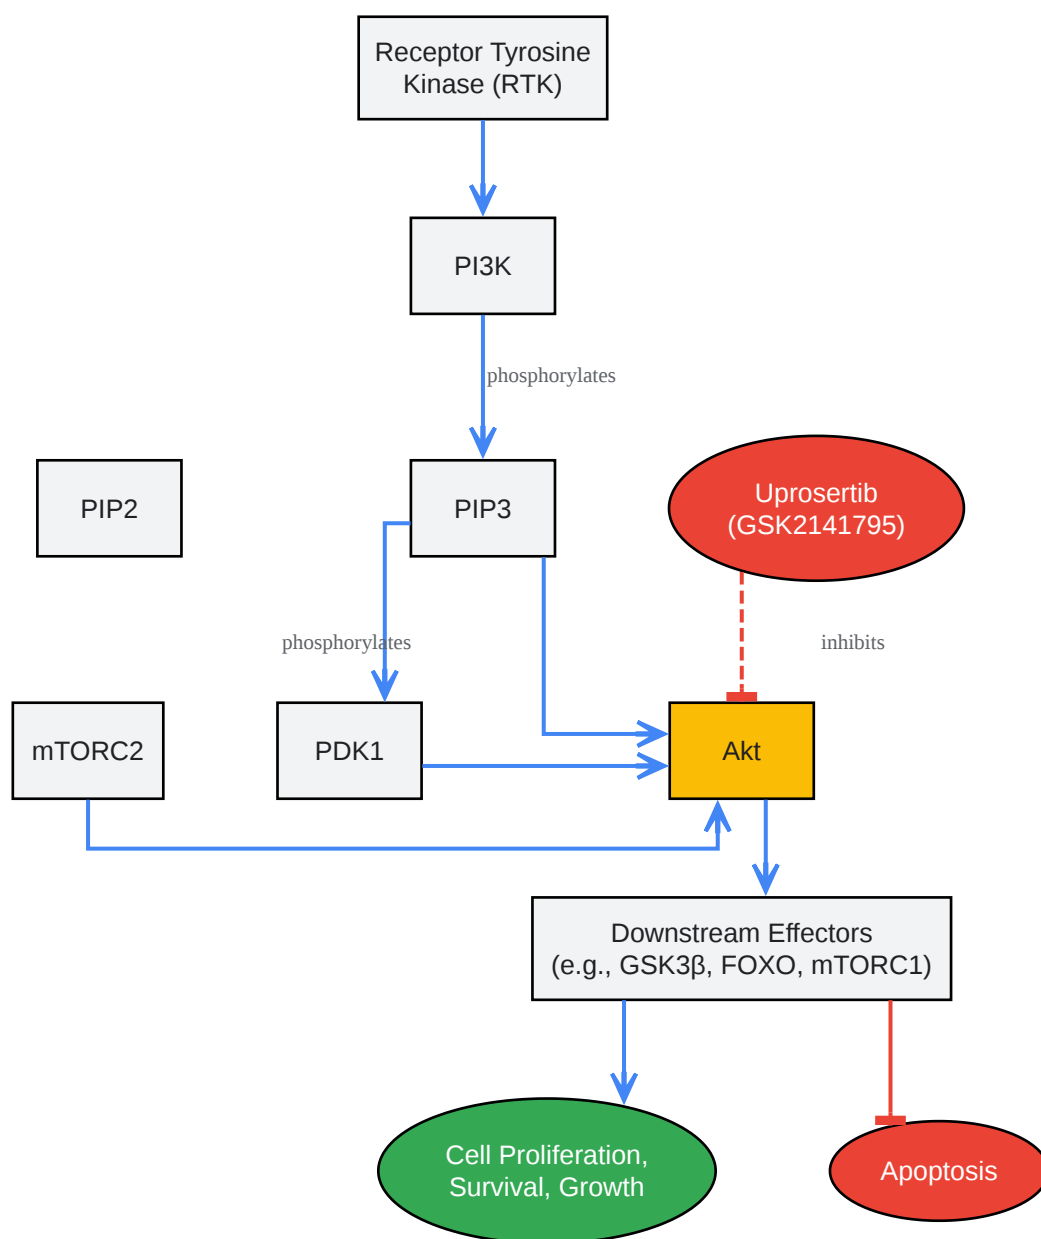 Receptor Tyrosine
Kinase (RTK)
PI3K
phosphorylates
PIP2
PIP3
Uprosertib
(GSK2141795)
phosphorylates
inhibits
mTORC2
PDK1
Akt
Downstream Effectors
(e.g., GSK3β, FOXO, mTORC1)
Cell Proliferation,
Survival, Growth
Apoptosis